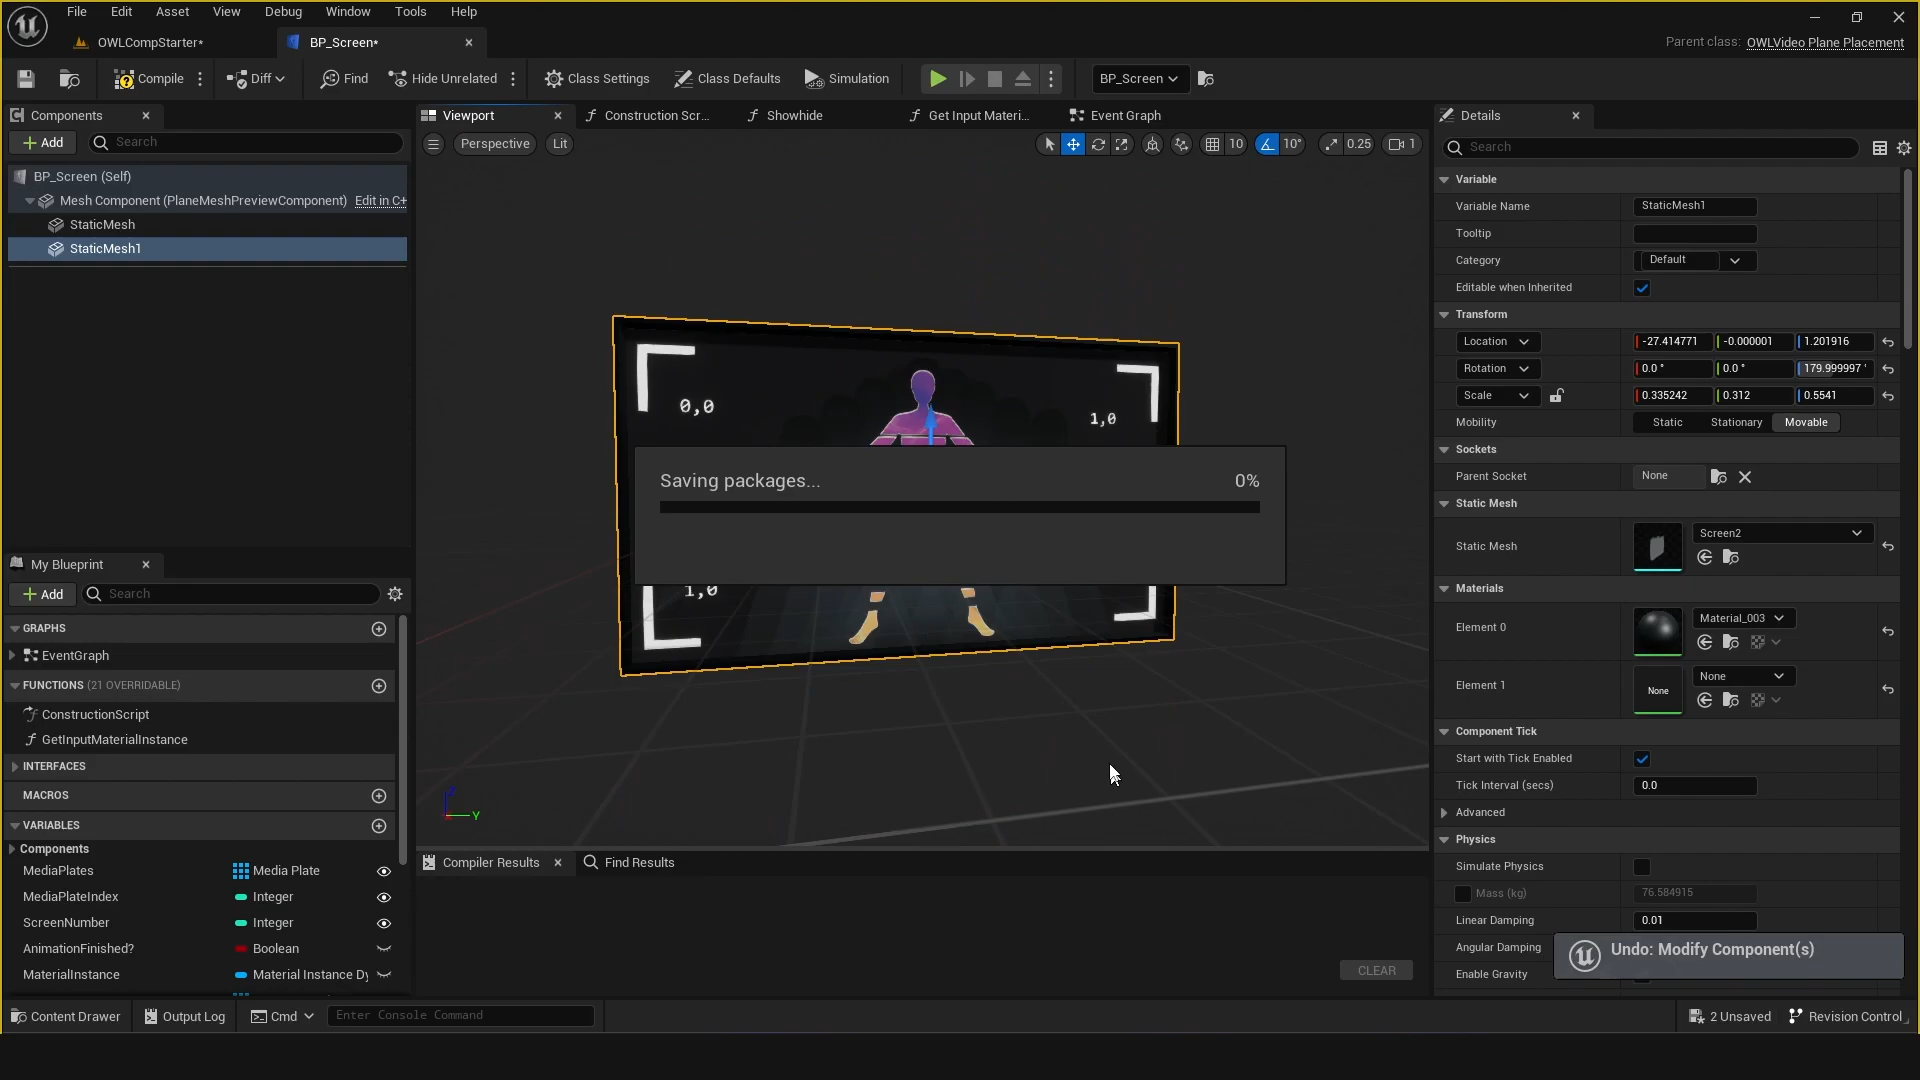 File Edit Asset View Debug Window Tools Help
OWLCompStarter* BP_Screen*
Parent class: OWLVideo Plane Placement
Compile Diff Find Hide Unrelated Class Settings Class Defaults Simulation BP_Screen
Components
Add Search
BP_Screen (Self)
Mesh Component (PlaneMeshPreviewComponent) Edit in C+
StaticMesh
StaticMesh1
Viewport Construction Scr... Showhide Get Input Materi... Event Graph
Perspective Lit 10 10° 0.25 1
0,0
1,0
Saving packages... 0%
1,0
Y
My Blueprint
Add Search
GRAPHS
EventGraph
FUNCTIONS (21 OVERRIDABLE)
ConstructionScript
GetInputMaterialInstance
INTERFACES
MACROS
VARIABLES
Components
MediaPlates Media Plate
MediaPlateIndex Integer
ScreenNumber Integer
AnimationFinished? Boolean
MaterialInstance Material Instance Dy
Compiler Results Find Results
CLEAR
Details
Search
Variable
Variable Name StaticMesh1
Tooltip
Category Default
Editable when Inherited
Transform
Location -27.414771 -0.000001 1.201916
Rotation 0.0 ° 0.0 ° 179.999997 °
Scale 0.335242 0.312 0.5541
Mobility Static Stationary Movable
Sockets
Parent Socket None
Static Mesh
Static Mesh Screen2
Materials
Element 0 Material_003
Element 1 None None
Component Tick
Start with Tick Enabled
Tick Interval (secs) 0.0
Advanced
Physics
Simulate Physics
Mass (kg) 76.584915
Linear Damping 0.01
Angular Damping
Enable Gravity
Undo: Modify Component(s)
Content Drawer Output Log Cmd Enter Console Command 2 Unsaved Revision Control